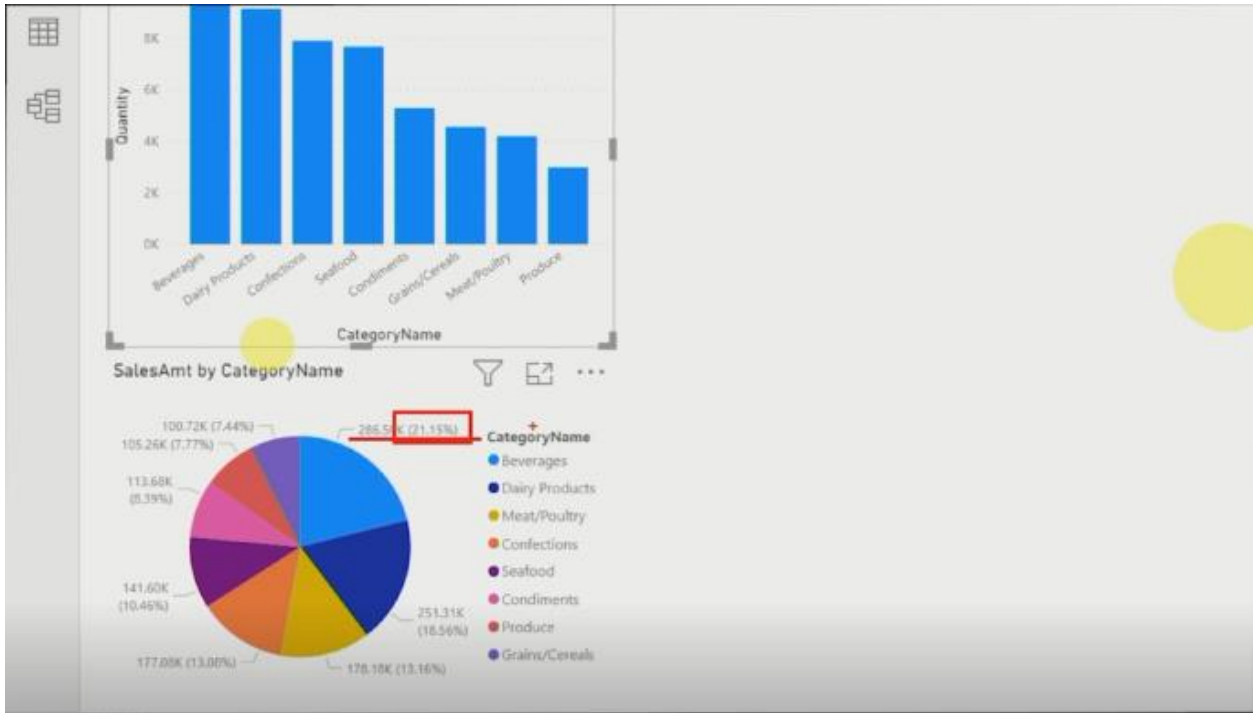 8K
6K
4K
2K
0K
Quantity
Beverages
Dairy Products
Confections
Seafood
Condiments
Grains/Cereals
Meat/Poultry
Produce
CategoryName
SalesAmt by CategoryName
100.72K (7.44%)
105.26K (7.77%)
113.68K
(8.39%)
141.60K
(10.46%)
177.08K (13.08%)
178.18K (13.16%)
251.31K
(18.56%)
(21.15%)
CategoryName
Beverages
Dairy Products
Meat/Poultry
Confections
Seafood
Condiments
Produce
Grains/Cereals